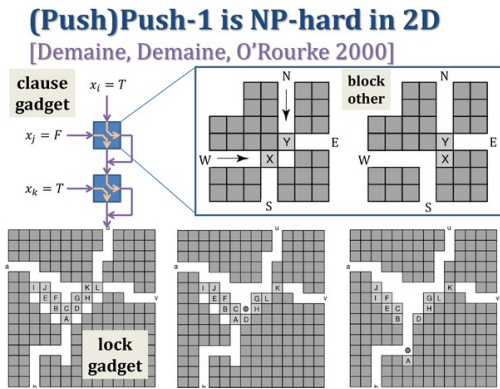 (Push)Push-1 is NP-hard in 2D
[Demaine, Demaine, O'Rourke 2000]
clause
gadget
x_i = T
x_j = F
x_k = T
N
Y
X
W
E
S
block
other
N
Y
X
W
E
S
a
I J K L
E F G H
B C D
A
v
lock
gadget
u
a
I J
E F G L
B C H
A D
v
u
a
J K
I F G L
E C H
B D
A
v